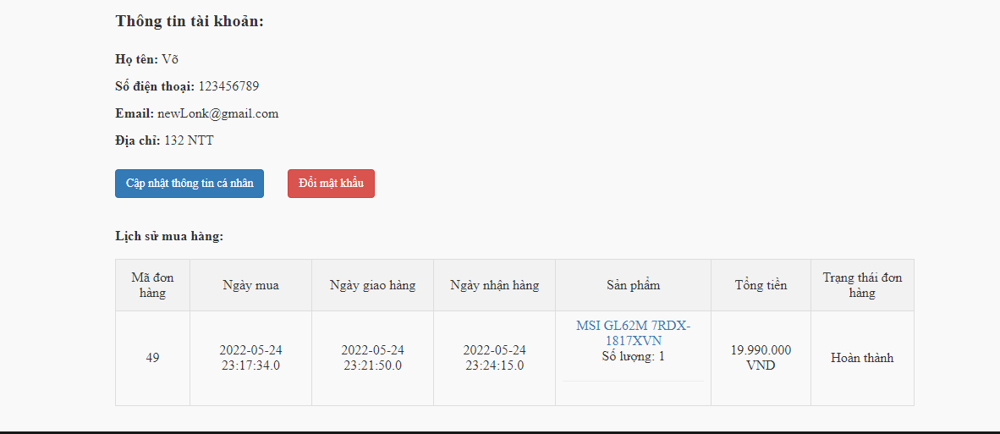 Thông tin tài khoản:
Họ tên: Võ
Số điện thoại: 123456789
Email: newLonk@gmail.com
Địa chỉ: 132 NTT
Cập nhật thông tin cá nhân
Đổi mật khẩu
Lịch sử mua hàng:
Mã đơn
hàng
Ngày mua
Ngày giao hàng
Ngày nhận hàng
Sản phẩm
Tổng tiền
Trạng thái đơn
hàng
49
2022-05-24
23:17:34.0
2022-05-24
23:21:50.0
2022-05-24
23:24:15.0
MSI GL62M 7RDX-
1817XVN
Số lượng: 1
19.990.000
VND
Hoàn thành